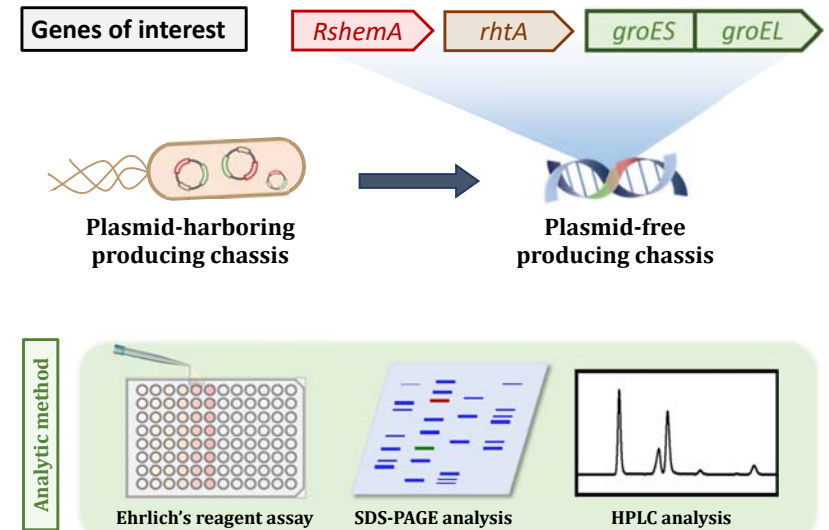 Genes of interest
RshemA rhtA groES groEL
Plasmid-harboring
producing chassis
Plasmid-free
producing chassis
Analytic method
Ehrlich's reagent assay
SDS-PAGE analysis
HPLC analysis